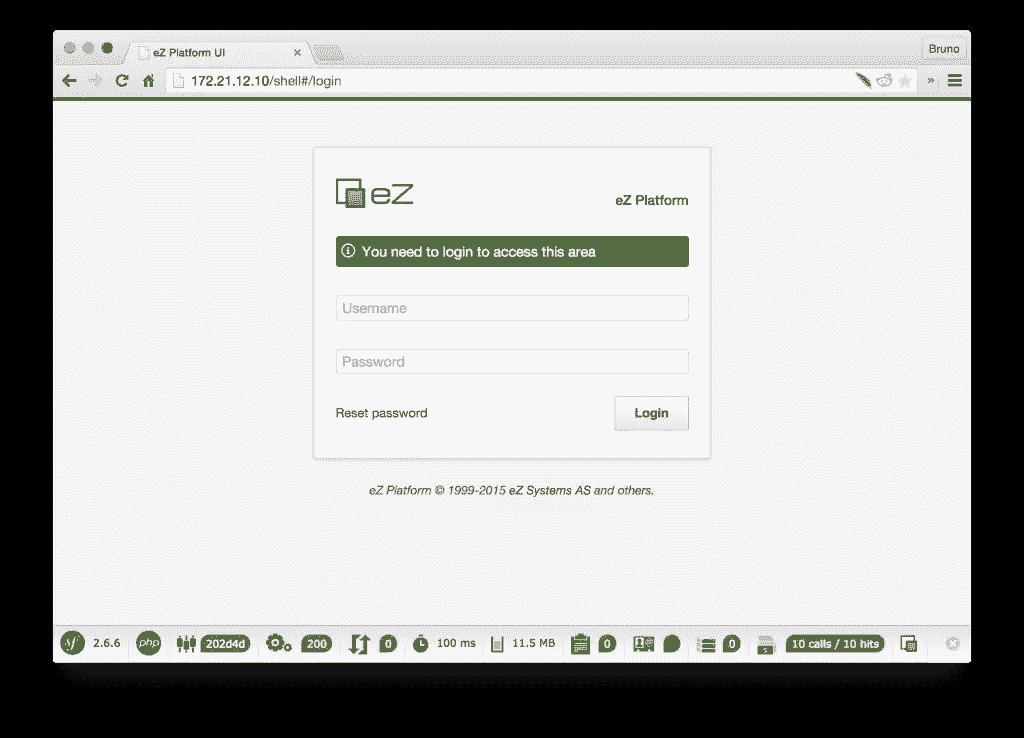 eZ Platform UI
Bruno
172.21.12.10/shell#/login
eZ
eZ Platform
You need to login to access this area
Username
Password
Reset password
Login
eZ Platform © 1999-2015 eZ Systems AS and others.
sf 2.6.6 php 202d4d 200 0 100 ms 11.5 MB 0 0 5 10 calls / 10 hits